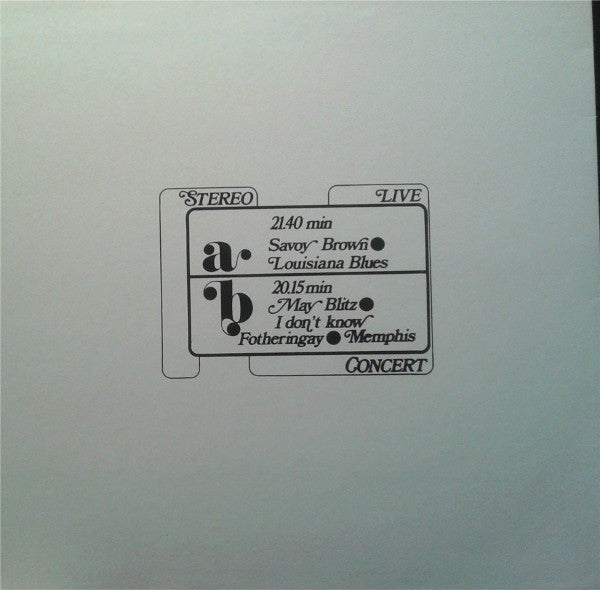 STEREO
LIVE
21.40 min
a
Savoy Brown ●
Louisiana Blues
b
20.15 min
May Blitz ●
I don't know
Fotheringay ● Memphis
CONCERT